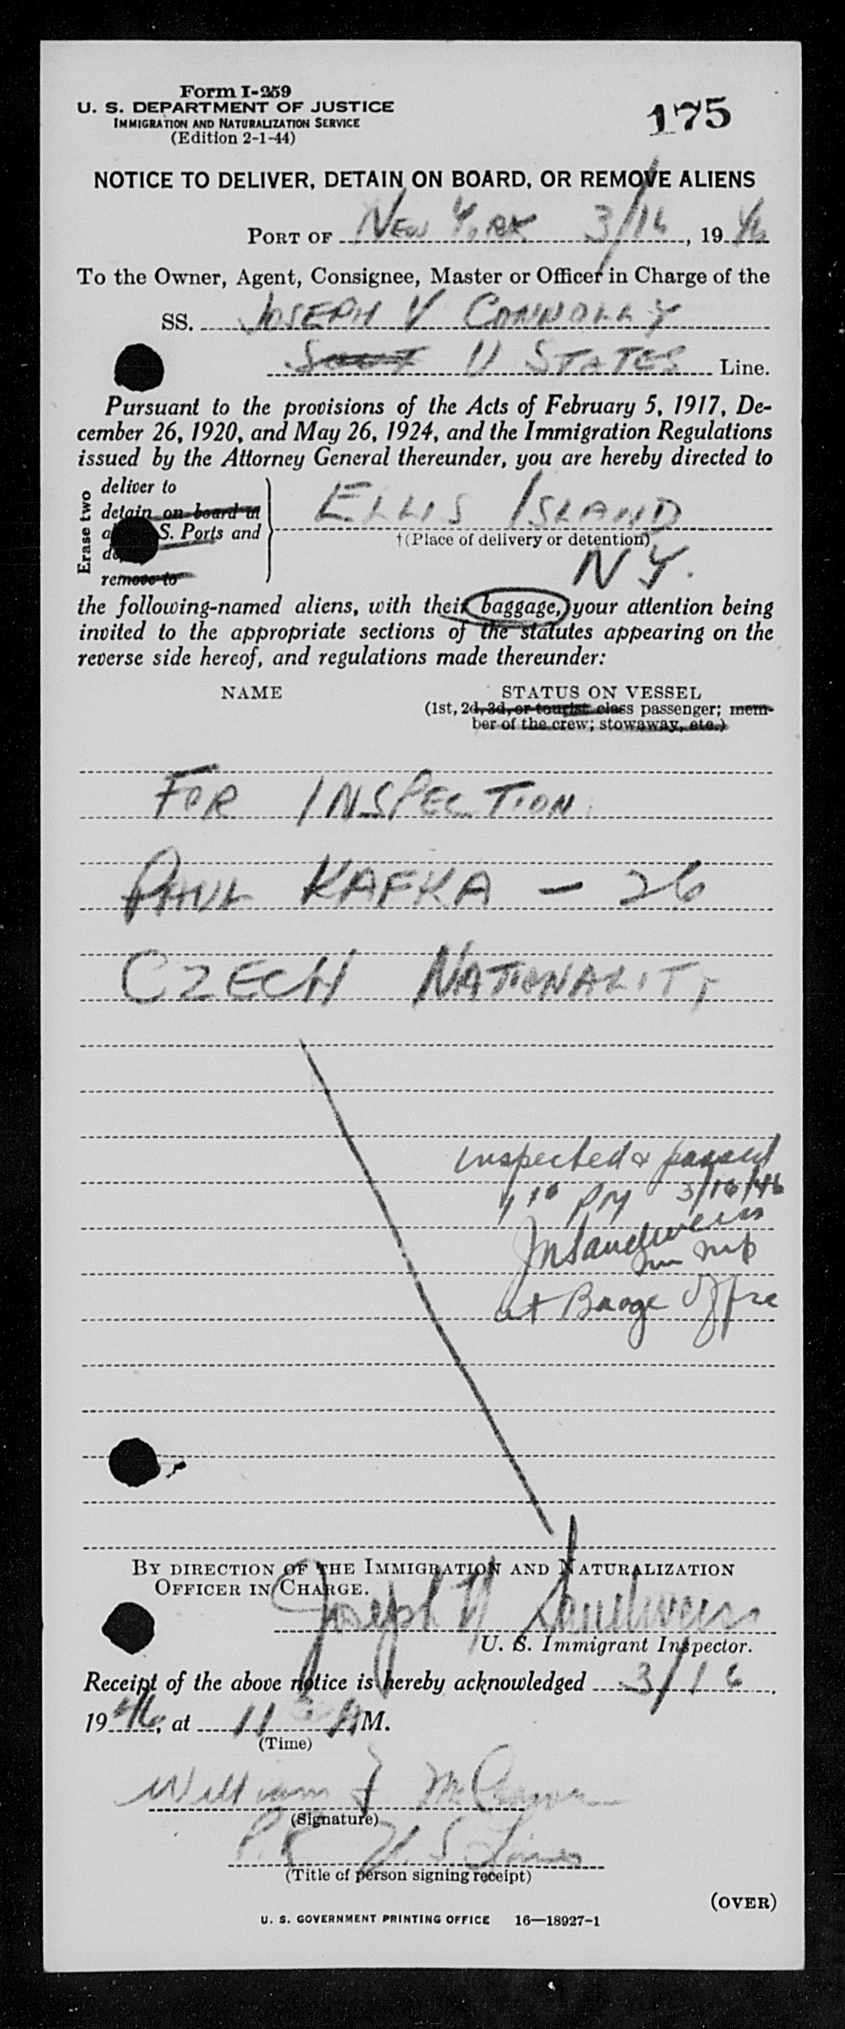 Form I-259
U. S. DEPARTMENT OF JUSTICE
IMMIGRATION AND NATURALIZATION SERVICE
(Edition 2-1-44)
175
NOTICE TO DELIVER, DETAIN ON BOARD, OR REMOVE ALIENS
PORT OF NEW YORK 3/16, 1946
To the Owner, Agent, Consignee, Master or Officer in Charge of the
SS. JOSEPH V CONNOLLY
U STATES Line.
Pursuant to the provisions of the Acts of February 5, 1917, De-
cember 26, 1920, and May 26, 1924, and the Immigration Regulations
issued by the Attorney General thereunder, you are hereby directed to
Erase two
deliver to
detain on board at
S. Ports and
remove to
ELLIS ISLAND
†(Place of delivery or detention)
NY.
the following-named aliens, with their baggage, your attention being
invited to the appropriate sections of the statutes appearing on the
reverse side hereof, and regulations made thereunder:
NAME STATUS ON VESSEL
(1st, 2d, 3d, or tourist class passenger; mem-
ber of the crew; stowaway, etc.)
FOR INSPECTION
PAUL KAFKA - 26
CZECH NATIONALITY
inspected & passed
PM 3/16/46
JN Sandweiss
at Barge Office
BY DIRECTION OF THE IMMIGRATION AND NATURALIZATION
OFFICER IN CHARGE.
Joseph N Sandweiss
U. S. Immigrant Inspector.
Receipt of the above notice is hereby acknowledged 3/16,
1946, at 11 AM.
(Time)
William J
(Signature)
U S Lines
(Title of person signing receipt)
(OVER)
U. S. GOVERNMENT PRINTING OFFICE 16—18927-1